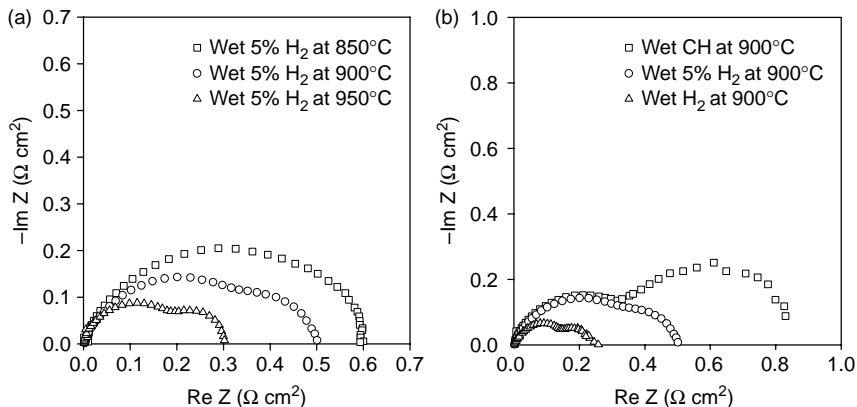 (a)
0.7
0.6
0.5
0.4
0.3
0.2
0.1
0.0
–Im Z (Ω cm²)
□ Wet 5% H₂ at 850°C
○ Wet 5% H₂ at 900°C
△ Wet 5% H₂ at 950°C
0.0 0.1 0.2 0.3 0.4 0.5 0.6 0.7
Re Z (Ω cm²)
(b)
1.0
0.8
0.6
0.4
0.2
0.0
–Im Z (Ω cm²)
□ Wet CH at 900°C
○ Wet 5% H₂ at 900°C
△ Wet H₂ at 900°C
0.0 0.2 0.4 0.6 0.8 1.0
Re Z (Ω cm²)